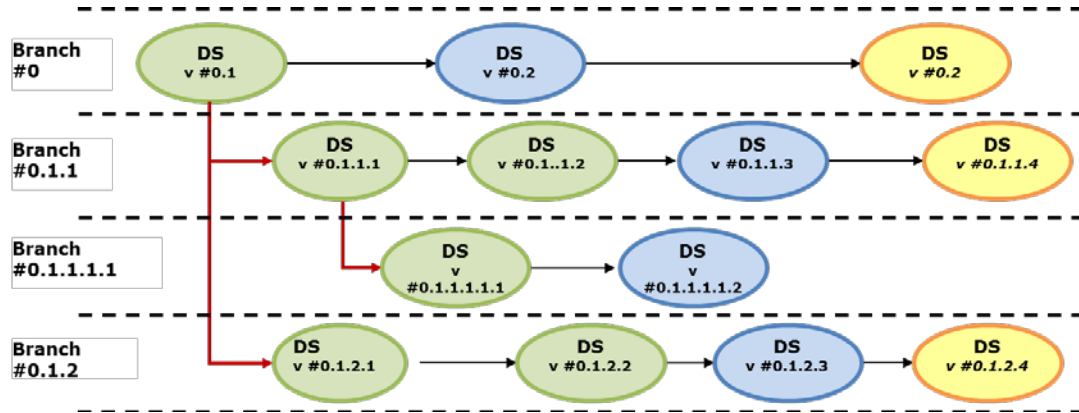 Branch
#0
DS
v #0.1
DS
v #0.2
DS
v #0.2
Branch
#0.1.1
DS
v #0.1.1.1
DS
v #0.1..1.2
DS
v #0.1.1.3
DS
v #0.1.1.4
Branch
#0.1.1.1.1
DS
v
#0.1.1.1.1.1
DS
v
#0.1.1.1.1.2
Branch
#0.1.2
DS
v #0.1.2.1
DS
v #0.1.2.2
DS
v #0.1.2.3
DS
v #0.1.2.4